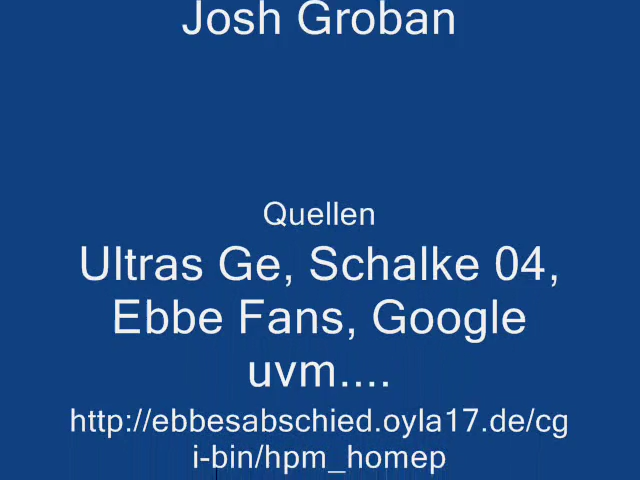 Josh Groban
Quellen
Ultras Ge, Schalke 04,
Ebbe Fans, Google
uvm....
http://ebbesabschied.oyla17.de/cg
i-bin/hpm_homep